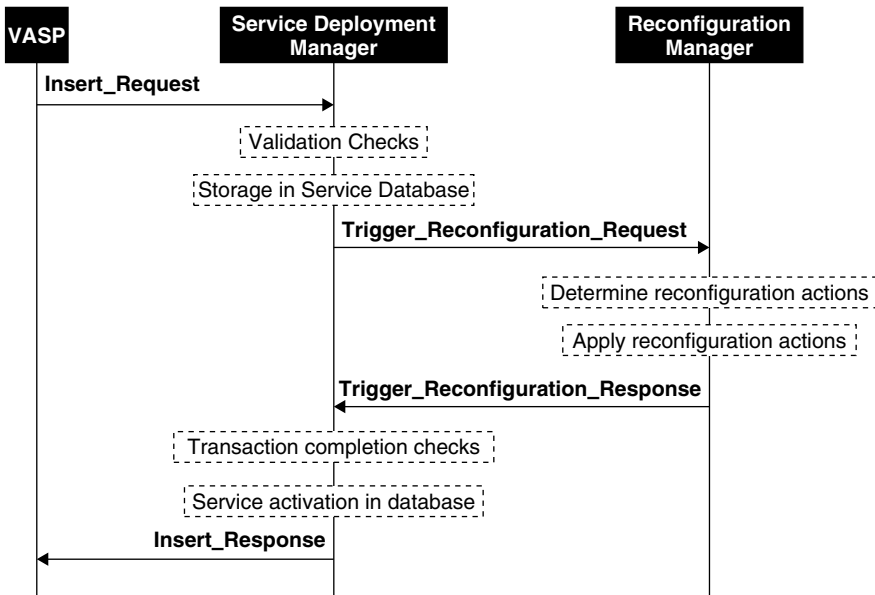 VASP
Service Deployment
Manager
Reconfiguration
Manager
Insert_Request
Validation Checks
Storage in Service Database
Trigger_Reconfiguration_Request
Determine reconfiguration actions
Apply reconfiguration actions
Trigger_Reconfiguration_Response
Transaction completion checks
Service activation in database
Insert_Response